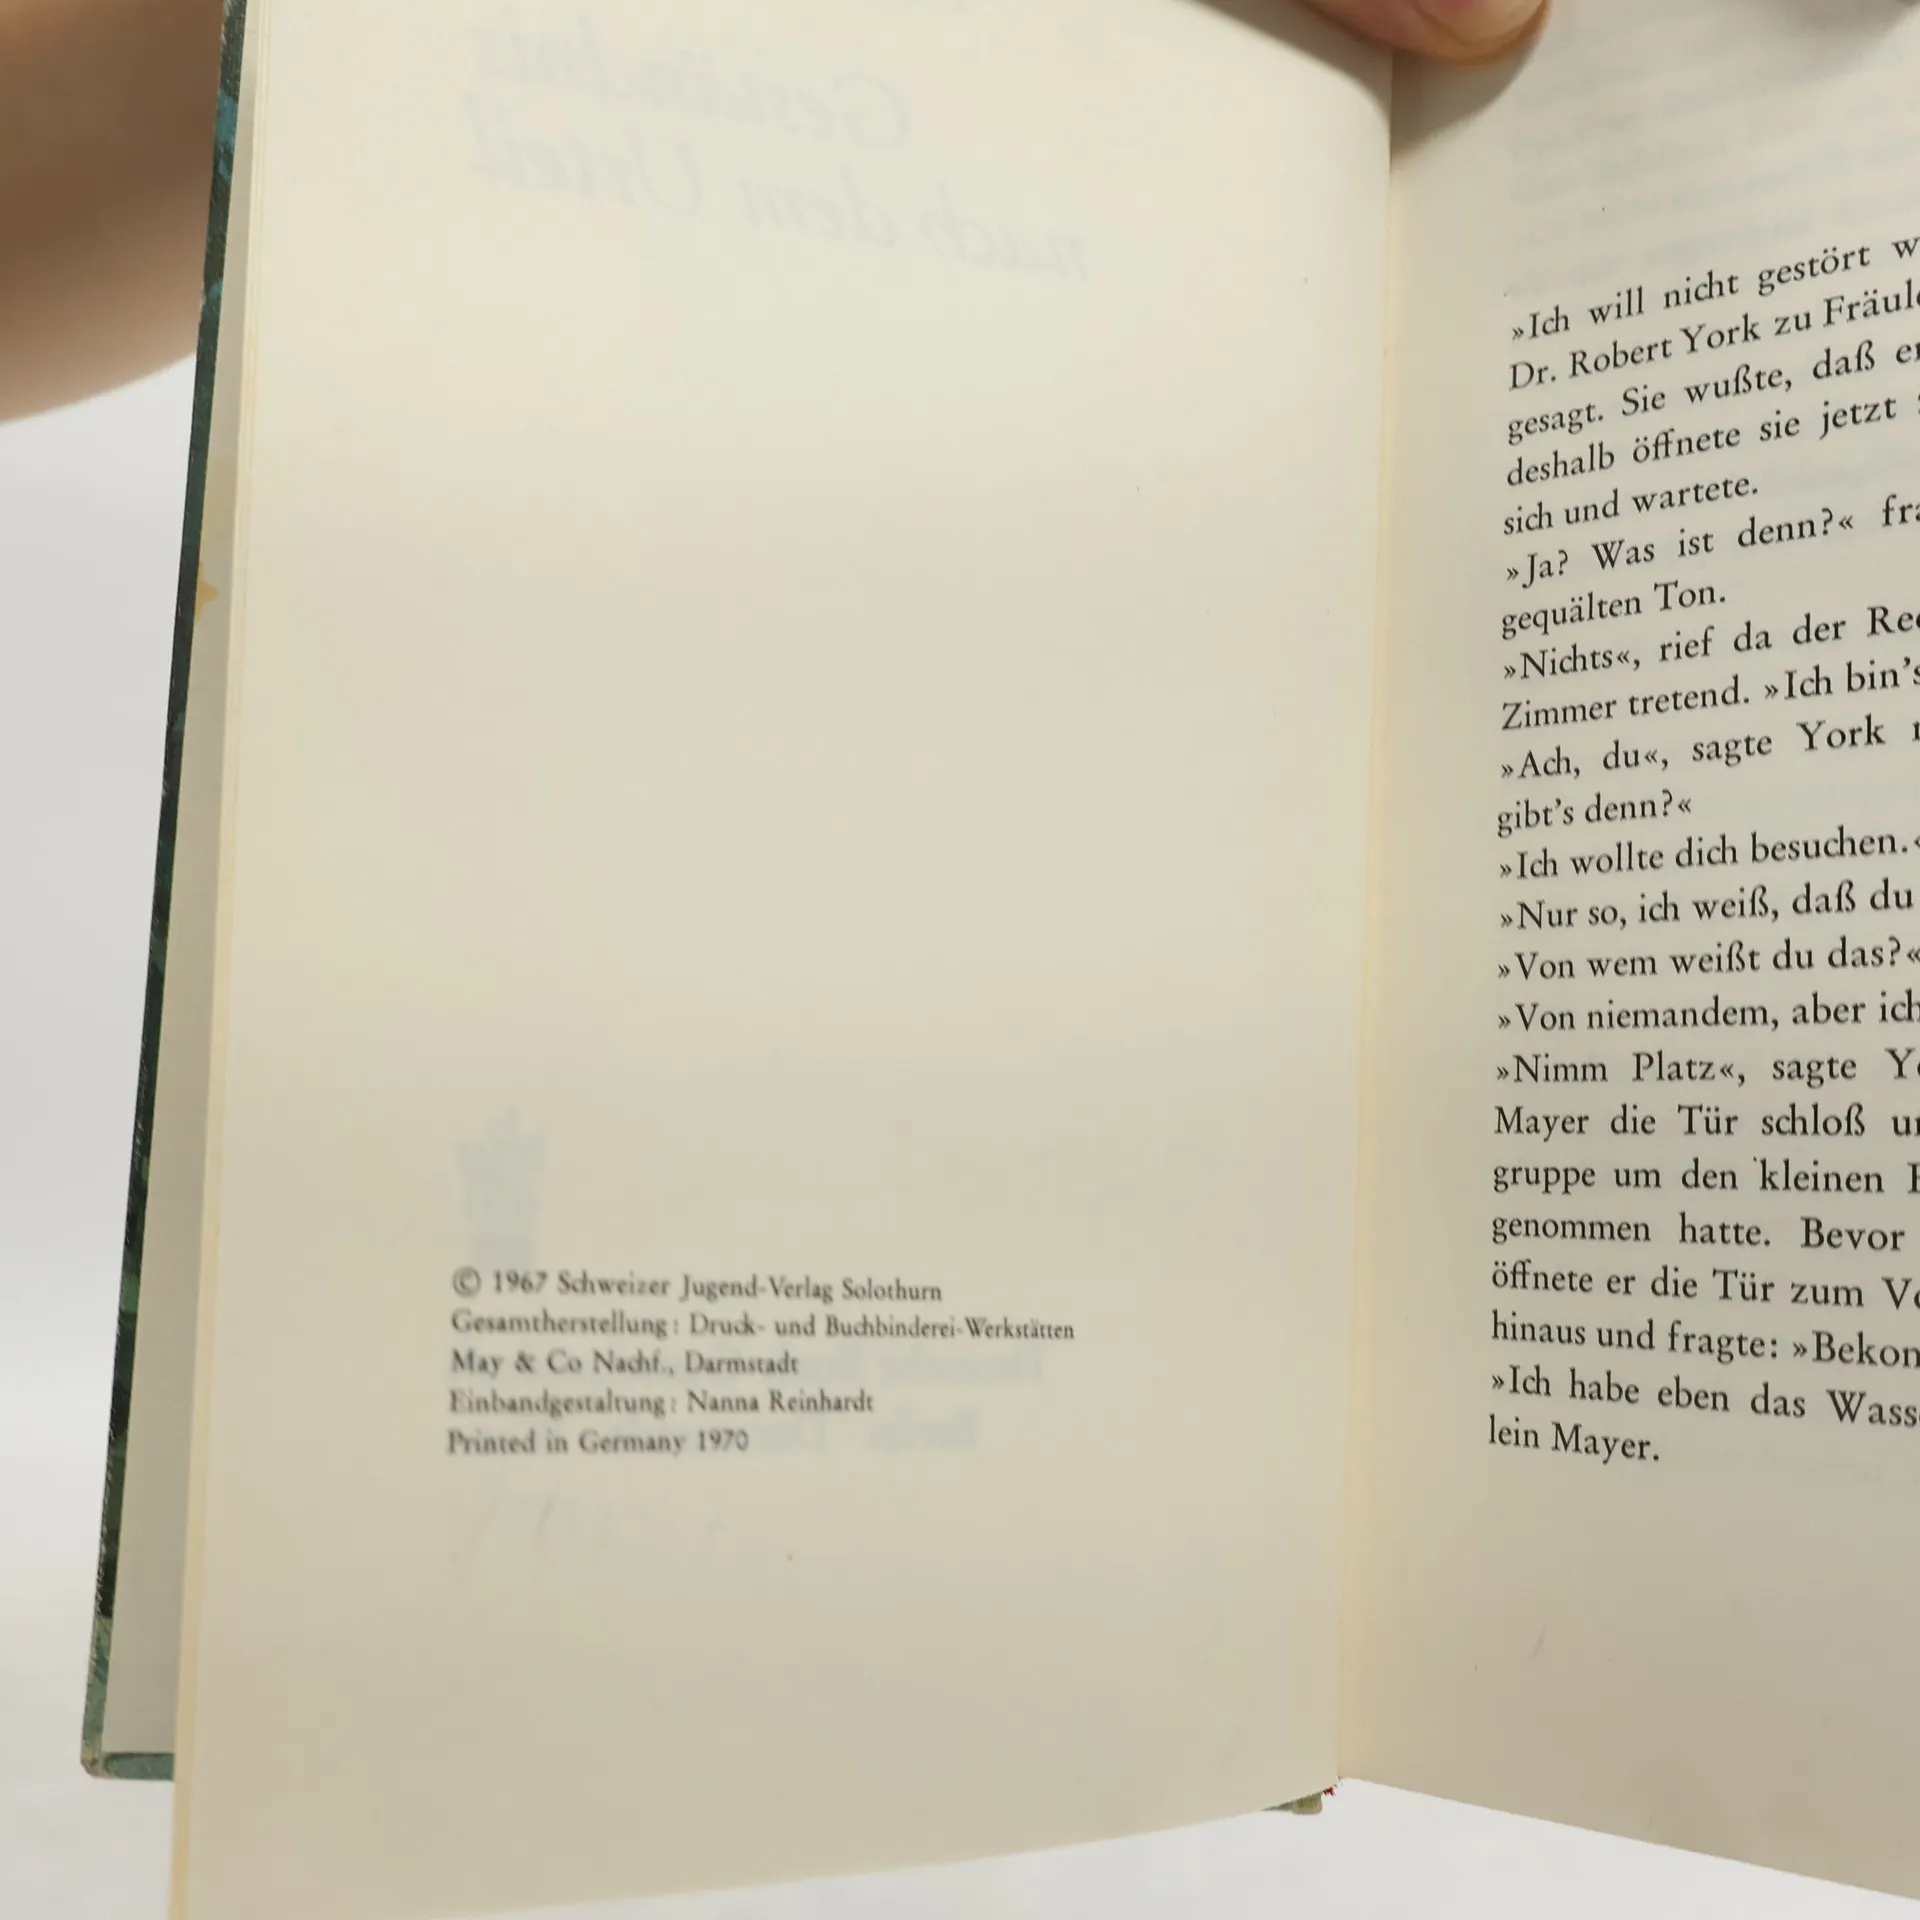 © 1967 Schweizer Jugend-Verlag Solothurn
Gesamtherstellung: Druck- und Buchbinderei-Werkstätten
May & Co Nachf., Darmstadt
Einbandgestaltung: Nanna Reinhardt
Printed in Germany 1970
»Ich will nicht gestört
Dr. Robert York zu
gesagt. Sie wußte, daß
deshalb öffnete sie jetzt
sich und wartete.
»Ja? Was ist denn?«
gequälten Ton.
»Nichts«, rief da der
Zimmer tretend. »Ich bin's
»Ach, du«, sagte York
gibt's denn?«
»Ich wollte dich besuchen.«
»Nur so, ich weiß, daß du
»Von wem weißt du das?«
»Von niemandem, aber ich
»Nimm Platz«, sagte
Mayer die Tür schloß
gruppe um den kleinen
genommen hatte. Bevor
öffnete er die Tür zum
hinaus und fragte:
»Ich habe eben das
lein Mayer.